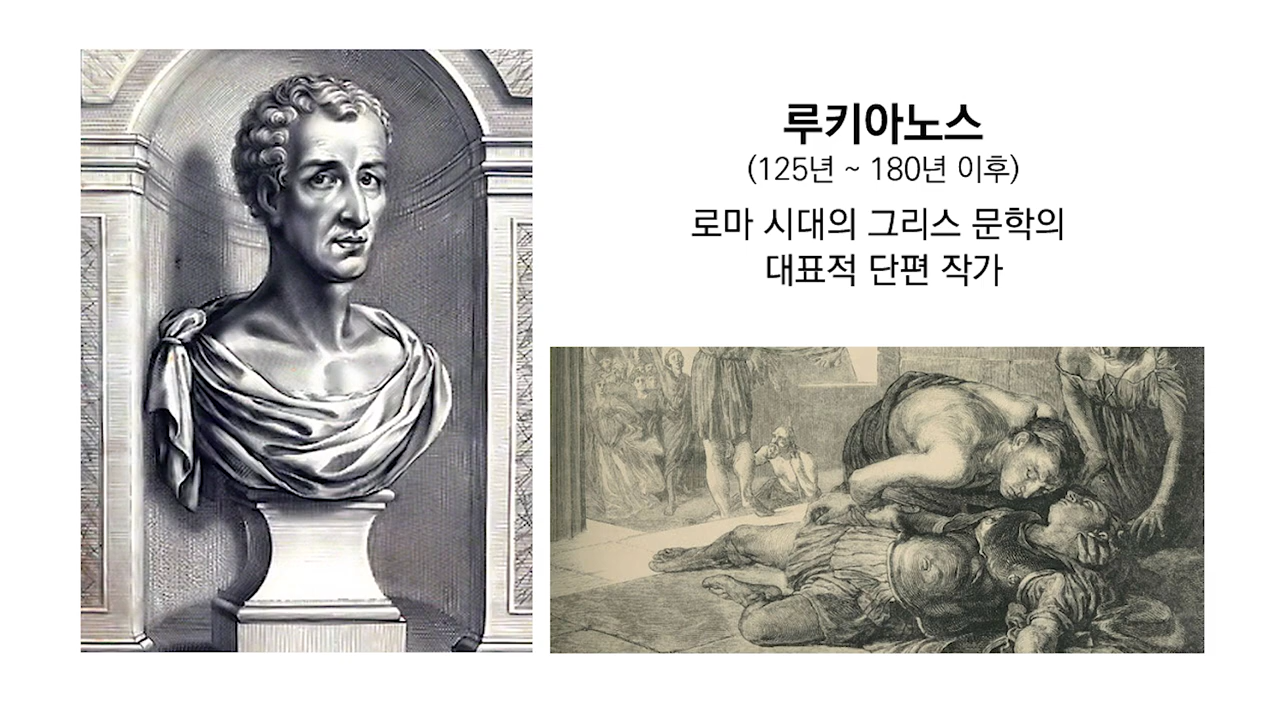 루키아노스
(125년 ~ 180년 이후)
로마 시대의 그리스 문학의
대표적 단편 작가